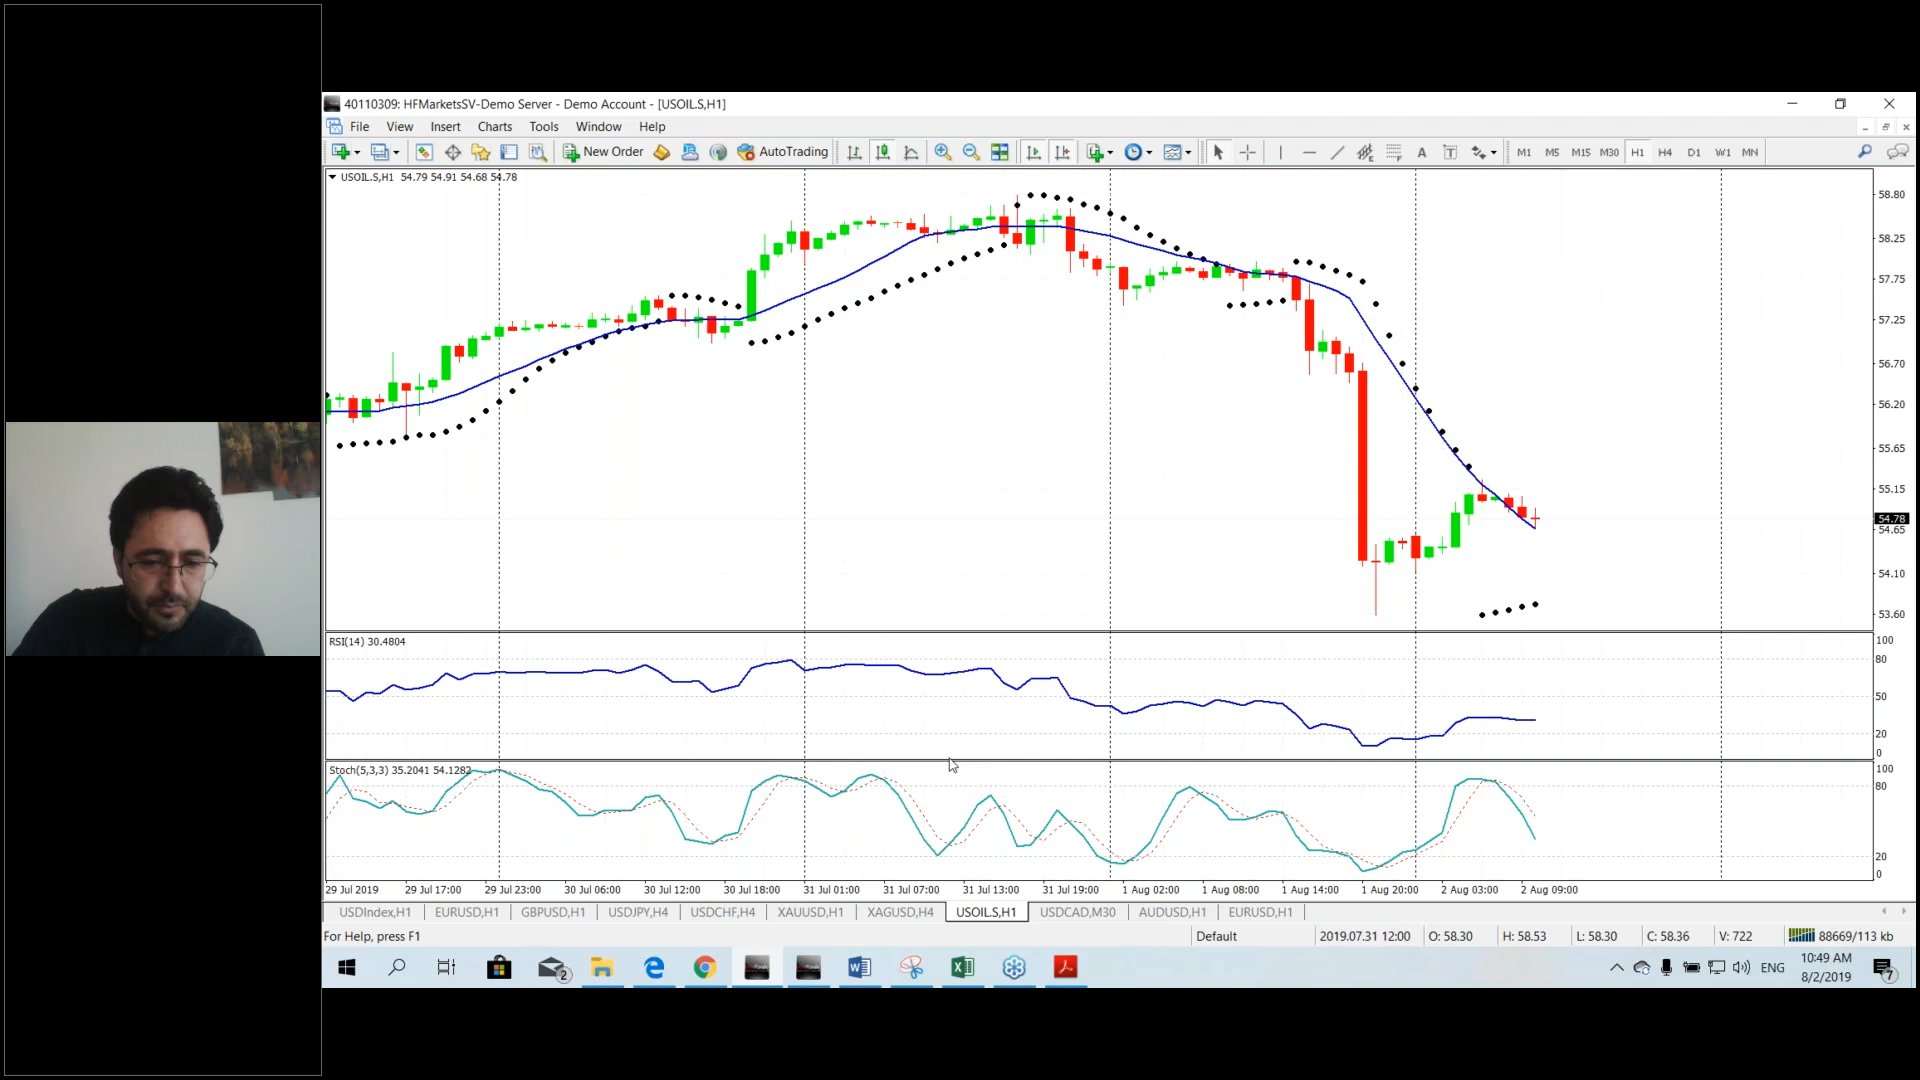 40110309: HFMarketsSV-Demo Server - Demo Account - [USOIL.S,H1]
File View Insert Charts Tools Window Help
New Order AutoTrading A T M1 M5 M15 M30 H1 H4 D1 W1 MN
USOIL.S,H1 54.79 54.91 54.68 54.78
58.80
58.25
57.75
57.25
56.70
56.20
55.65
55.15
54.78
54.65
54.10
53.60
RSI(14) 30.4804
100
80
50
20
0
Stoch(5,3,3) 35.2041 54.1282
100
80
20
0
29 Jul 2019 29 Jul 17:00 29 Jul 23:00 30 Jul 06:00 30 Jul 12:00 30 Jul 18:00 31 Jul 01:00 31 Jul 07:00 31 Jul 13:00 31 Jul 19:00 1 Aug 02:00 1 Aug 08:00 1 Aug 14:00 1 Aug 20:00 2 Aug 03:00 2 Aug 09:00
USDIndex,H1 EURUSD,H1 GBPUSD,H1 USDJPY,H4 USDCHF,H4 XAUUSD,H1 XAGUSD,H4 USOIL.S,H1 USDCAD,M30 AUDUSD,H1 EURUSD,H1
For Help, press F1 Default 2019.07.31 12:00 O: 58.30 H: 58.53 L: 58.30 C: 58.36 V: 722 88669/113 kb
2 ENG 10:49 AM 7
8/2/2019